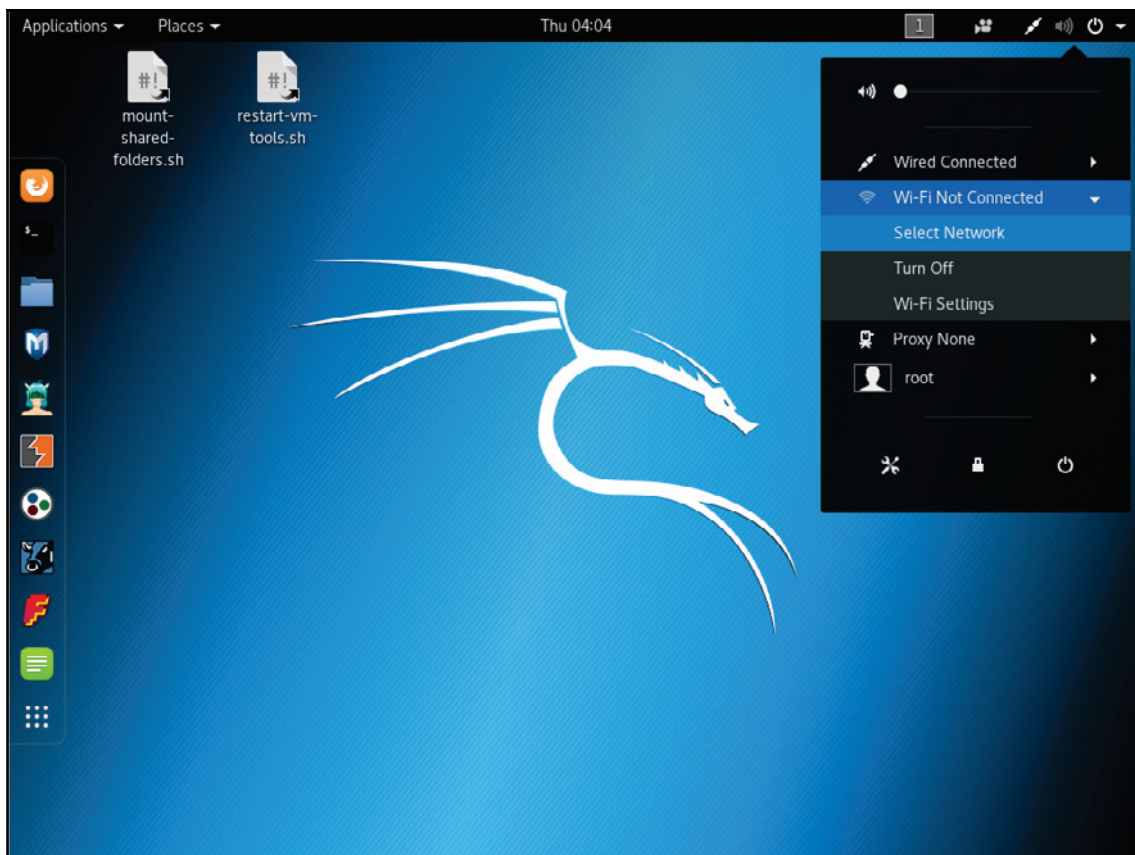 Applications Places Thu 04:04 1
#! #!
mount-
shared-
folders.sh
restart-vm-
tools.sh
$_
M
F
Wired Connected
Wi-Fi Not Connected
Select Network
Turn Off
Wi-Fi Settings
Proxy None
root